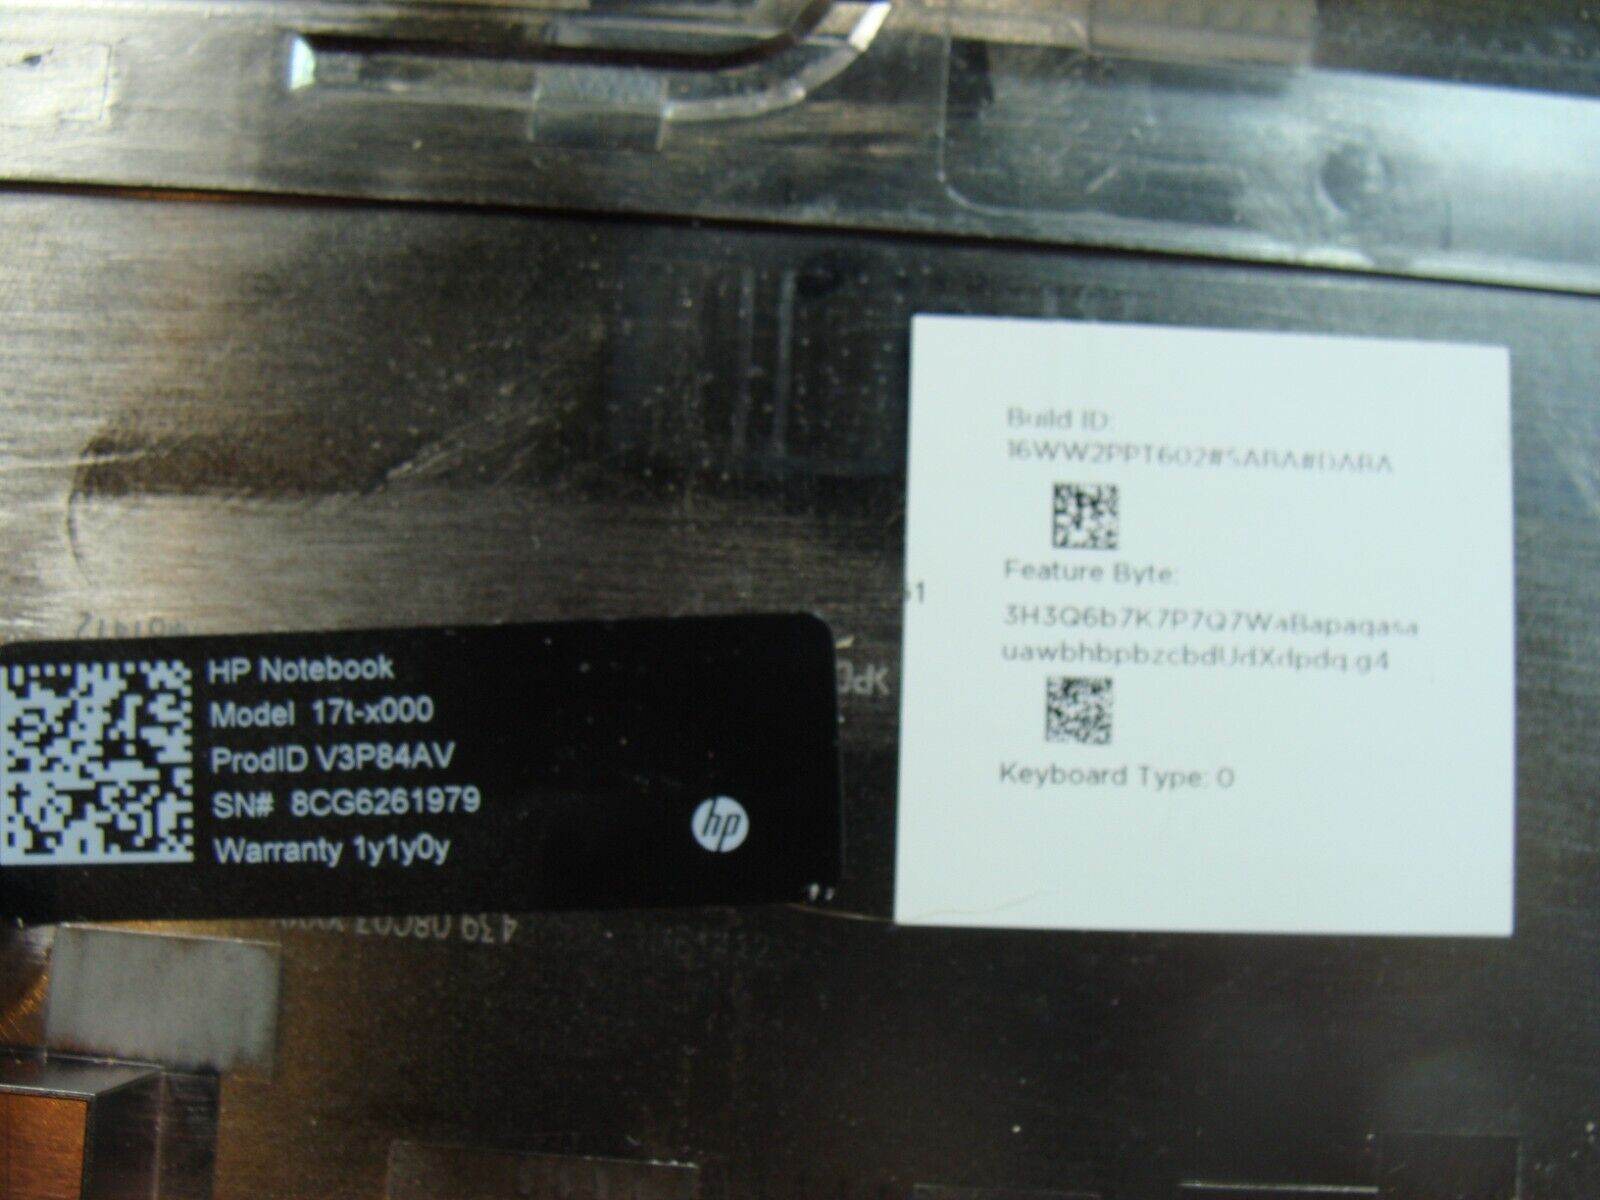 HP Notebook
Model 17t-x000
ProdID V3P84AV
SN# 8CG6261979
Warranty 1y1y0y
hp
Build ID:
16WW2PPT602#SABA#DABA
Feature Byte:
3H3Q6b7K7P7Q7WaBapaqasa
uawbhbpbzcbdUdXdpdq.g4
Keyboard Type: 0